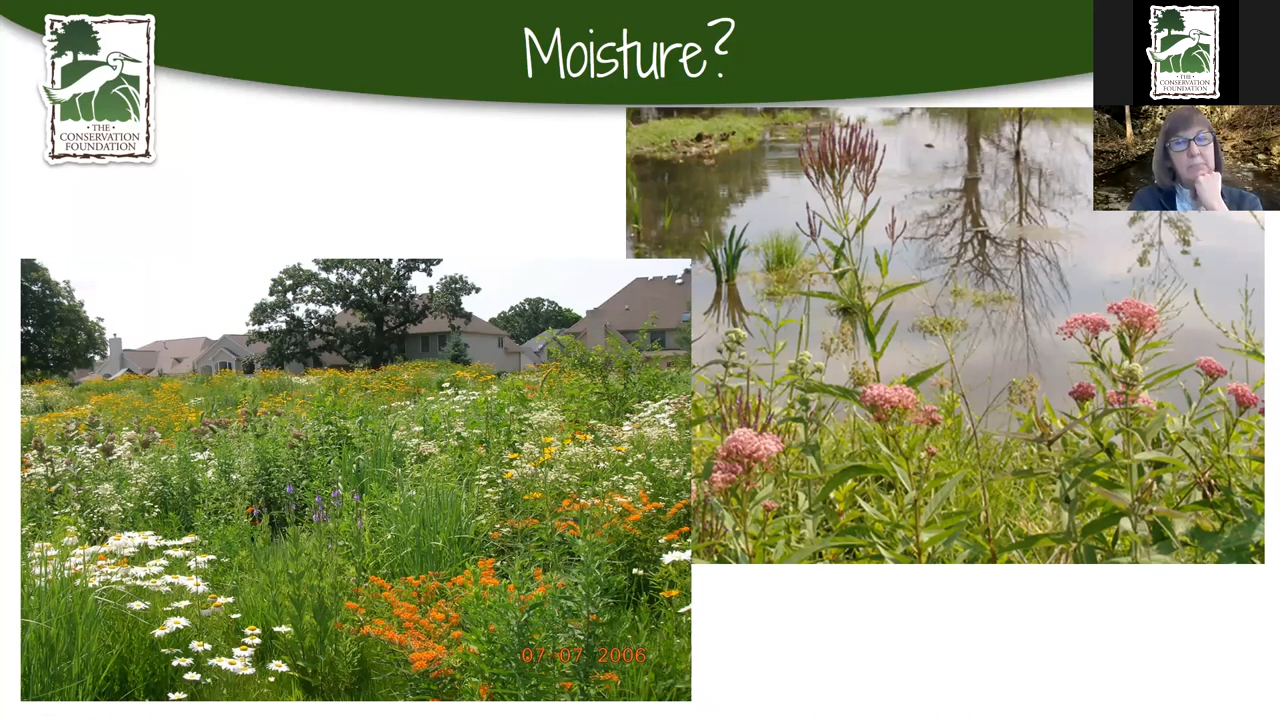 Moisture?
· THE ·
CONSERVATION
FOUNDATION
· THE ·
CONSERVATION
FOUNDATION
07 07 2006